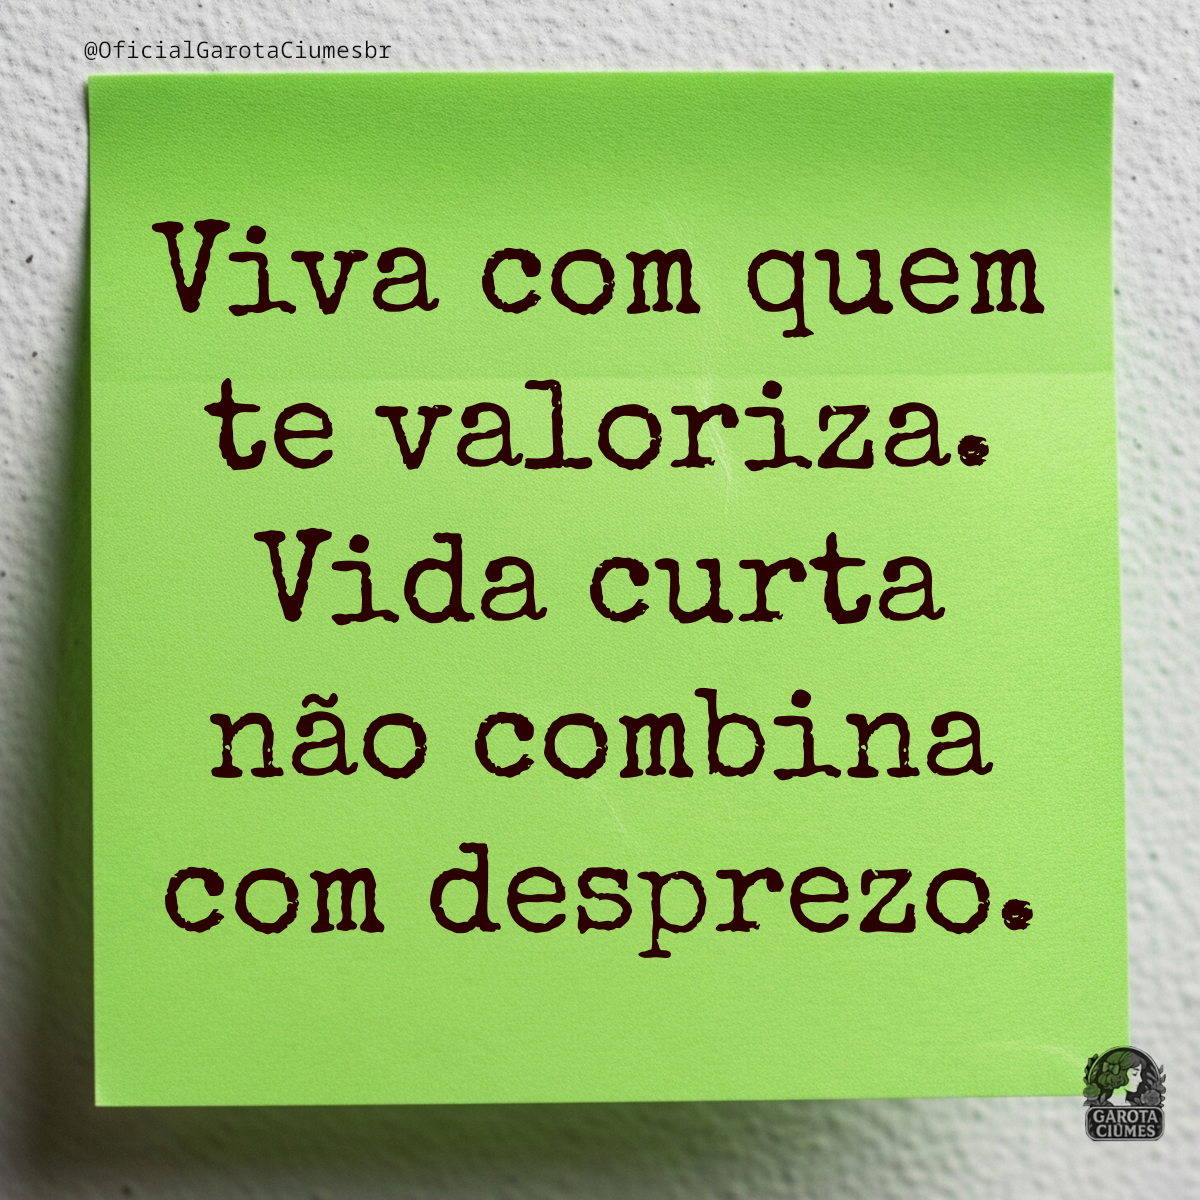 @OficialGarotaCiumesbr
Viva com quem
te valoriza.
Vida curta
não combina
com desprezo.
GAROTA
CIÚMES